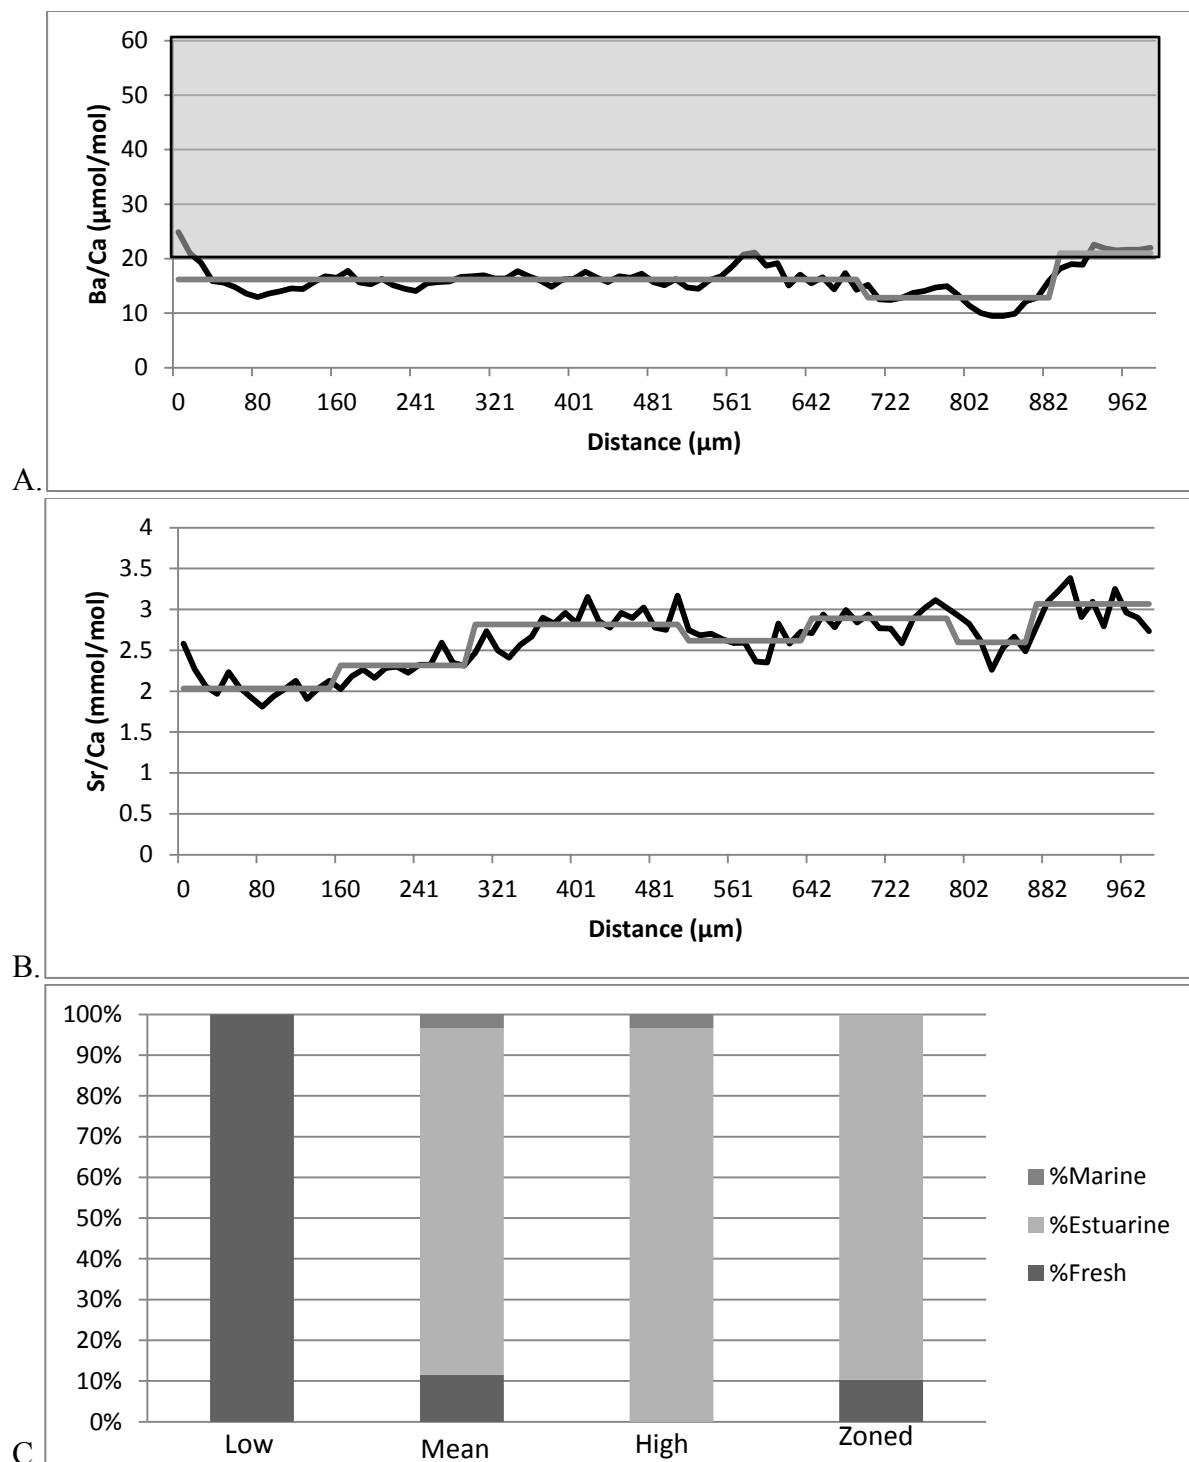 60
50
40
30
20
10
0
Ba/Ca (µmol/mol)
0 80 160 241 321 401 481 561 642 722 802 882 962
Distance (µm)
A.
4
3.5
3
2.5
2
1.5
1
0.5
0
Sr/Ca (mmol/mol)
0 80 160 241 321 401 481 561 642 722 802 882 962
Distance (µm)
B.
100%
90%
80%
70%
60%
50%
40%
30%
20%
10%
0%
Low Mean High Zoned
%Marine
%Estuarine
%Fresh
C